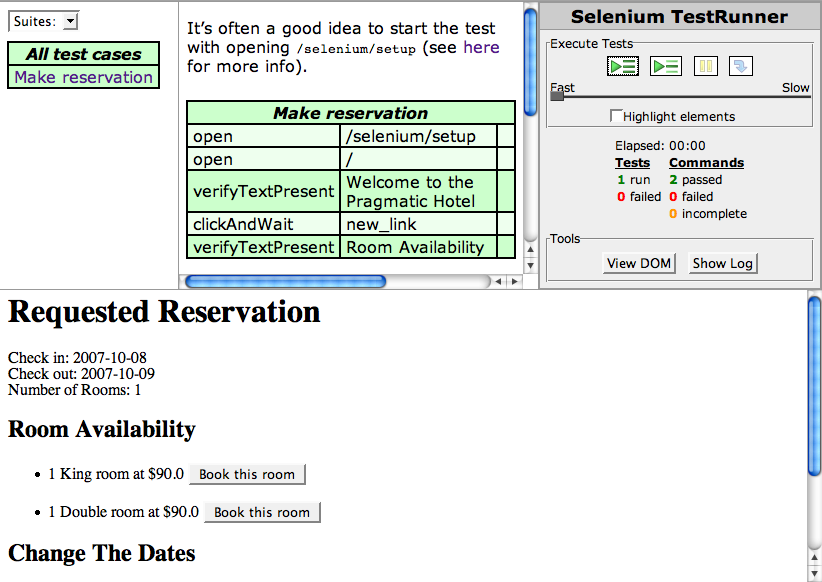 Suites:
All test cases
Make reservation
It’s often a good idea to start the test
with opening /selenium/setup (see here
for more info).
Make reservation
open /selenium/setup
open /
verifyTextPresent Welcome to the
Pragmatic Hotel
clickAndWait new_link
verifyTextPresent Room Availability
Selenium TestRunner
Execute Tests
Fast Slow
Highlight elements
Elapsed: 00:00
Tests Commands
1 run 2 passed
0 failed 0 failed
0 incomplete
Tools
View DOM Show Log
Requested Reservation
Check in: 2007-10-08
Check out: 2007-10-09
Number of Rooms: 1
Room Availability
• 1 King room at $90.0 Book this room
• 1 Double room at $90.0 Book this room
Change The Dates